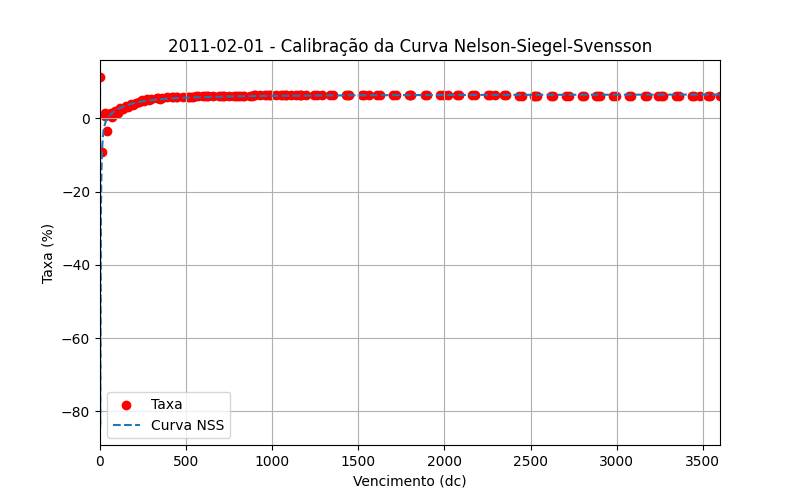 2011-02-01 - Calibração da Curva Nelson-Siegel-Svensson
Taxa (%)
0
−20
−40
−60
−80
Taxa
Curva NSS
0 500 1000 1500 2000 2500 3000 3500
Vencimento (dc)